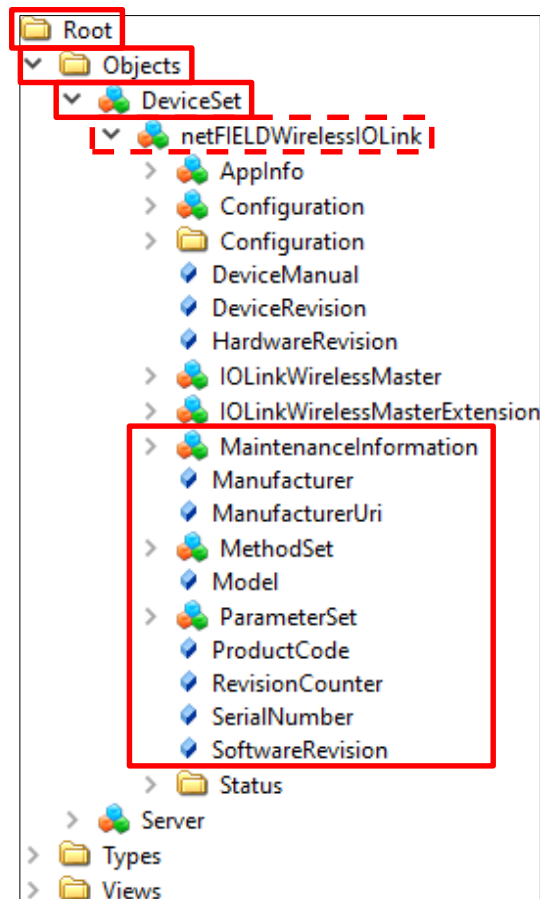 Root
Objects
DeviceSet
netFIELDWirelessIOLink
AppInfo
Configuration
Configuration
DeviceManual
DeviceRevision
HardwareRevision
IOLinkWirelessMaster
IOLinkWirelessMasterExtension
MaintenanceInformation
Manufacturer
ManufacturerUri
MethodSet
Model
ParameterSet
ProductCode
RevisionCounter
SerialNumber
SoftwareRevision
Status
Server
Types
Views